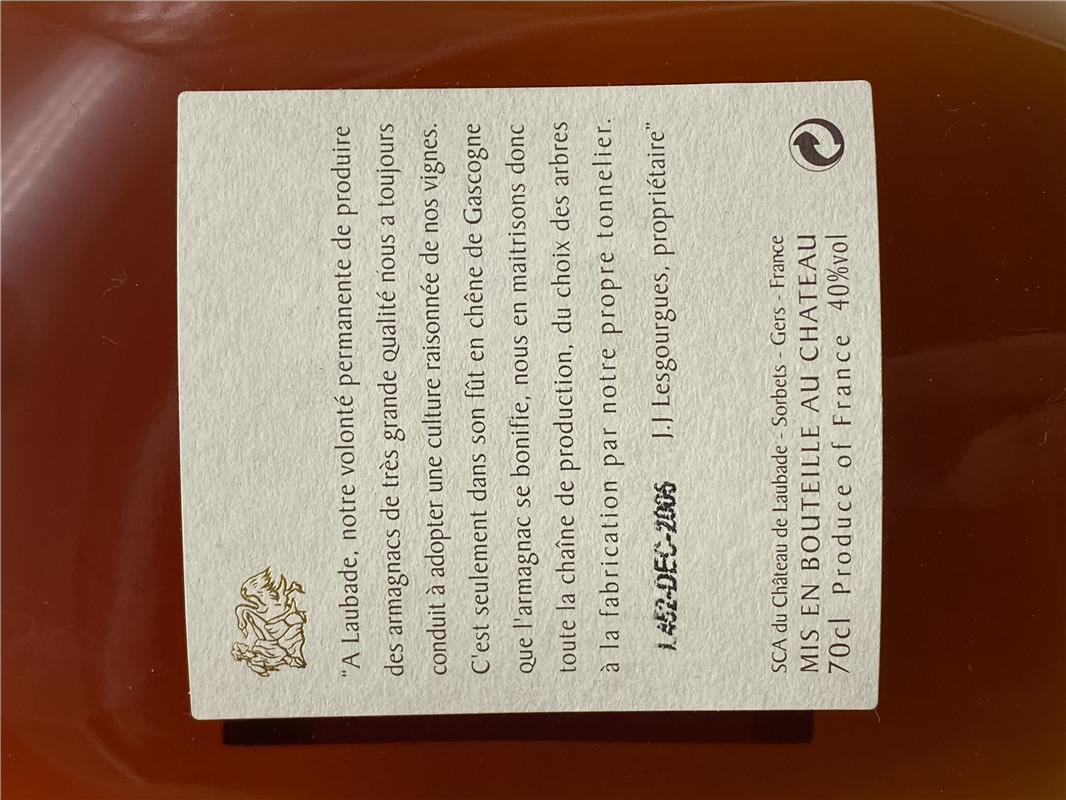 "A Laubade, notre volonté permanente de produire
des armagnacs de très grande qualité nous a toujours
conduit à adopter une culture raisonnée de nos vignes.
C'est seulement dans son fût en chêne de Gascogne
que l'armagnac se bonifie, nous en maitrisons donc
toute la chaîne de production, du choix des arbres
à la fabrication par notre propre tonnelier.
L452-DEC-2006 J.J Lesgourgues, propriétaire"
SCA du Château de Laubade - Sorbets - Gers - France
MIS EN BOUTEILLE AU CHATEAU
70cl Produce of France 40%vol